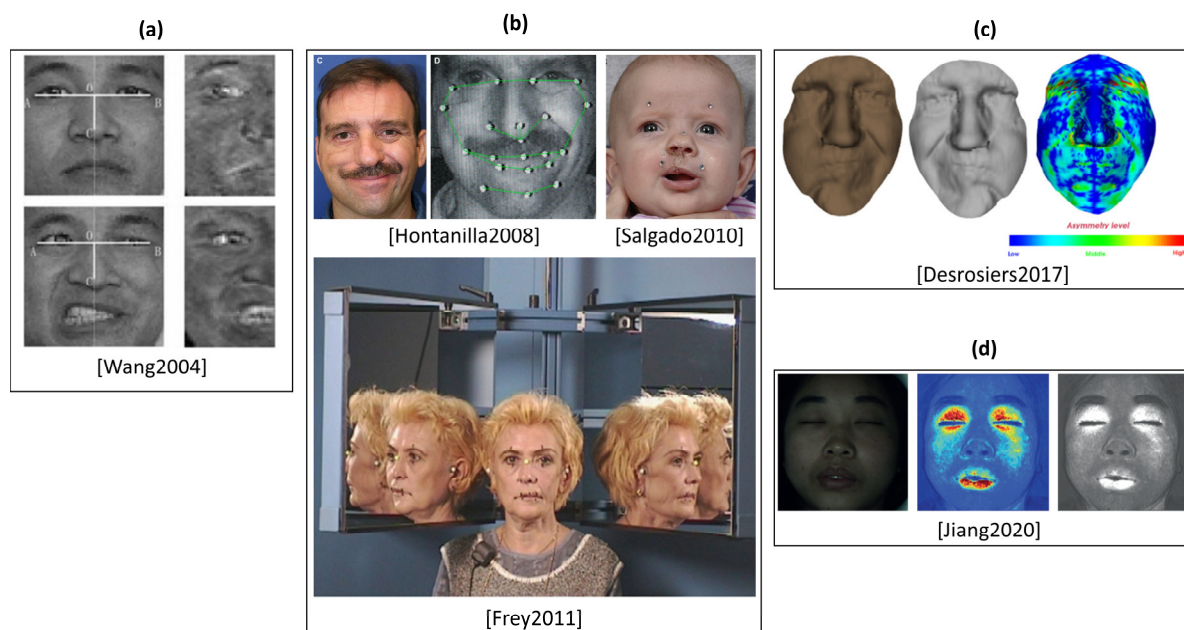 (a)
O
A
B
C
O
A
B
C
[Wang2004]
(b)
C
D
[Hontanilla2008]
[Salgado2010]
[Frey2011]
(c)
Asymmetry level
Low
Middle
High
[Desrosiers2017]
(d)
[Jiang2020]